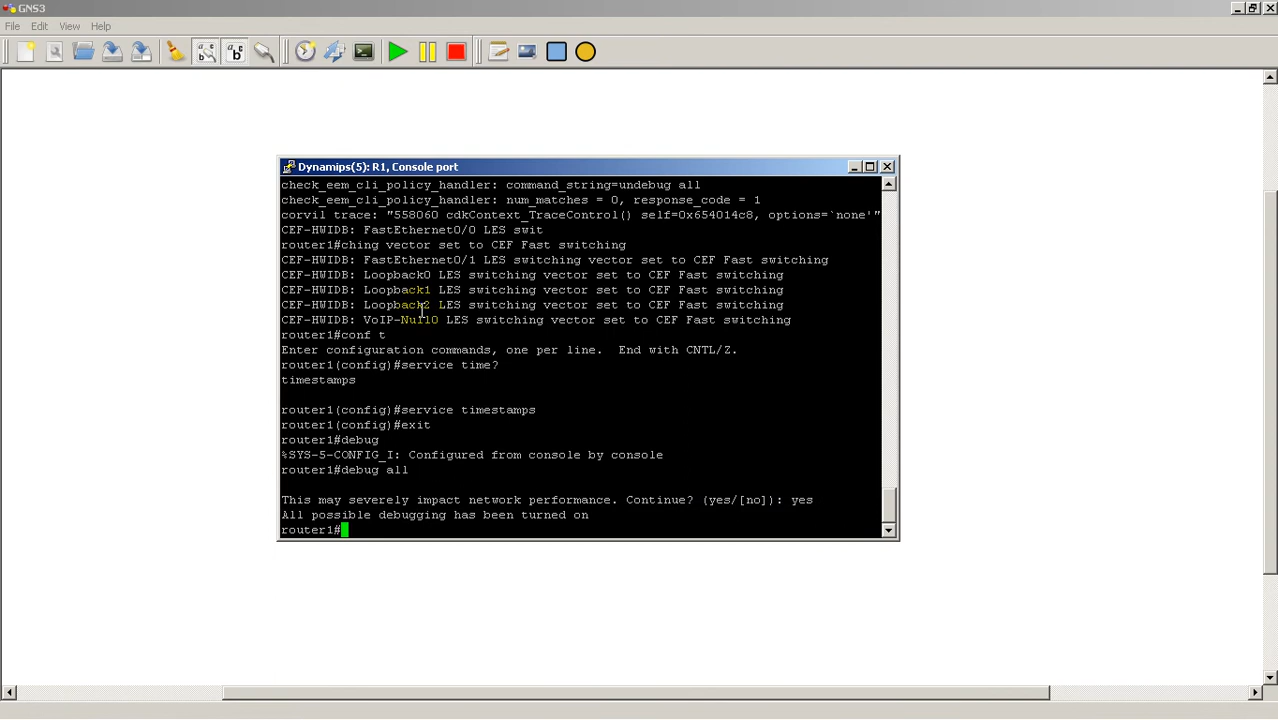 GNS3
File Edit View Help
Dynamips(5): R1, Console port
check_eem_cli_policy_handler: command_string=undebug all
check_eem_cli_policy_handler: num_matches = 0, response_code = 1
corvil trace: "558060 cdkContext_TraceControl() self=0x654014c8, options=`none'"
CEF-HWIDB: FastEthernet0/0 LES swit
router1#ching vector set to CEF Fast switching
CEF-HWIDB: FastEthernet0/1 LES switching vector set to CEF Fast switching
CEF-HWIDB: Loopback0 LES switching vector set to CEF Fast switching
CEF-HWIDB: Loopback1 LES switching vector set to CEF Fast switching
CEF-HWIDB: Loopback2 LES switching vector set to CEF Fast switching
CEF-HWIDB: VoIP-Null0 LES switching vector set to CEF Fast switching
router1#conf t
Enter configuration commands, one per line.  End with CNTL/Z.
router1(config)#service time?
timestamps
router1(config)#service timestamps
router1(config)#exit
router1#debug
%SYS-5-CONFIG_I: Configured from console by console
router1#debug all
This may severely impact network performance. Continue? (yes/[no]): yes
All possible debugging has been turned on
router1#